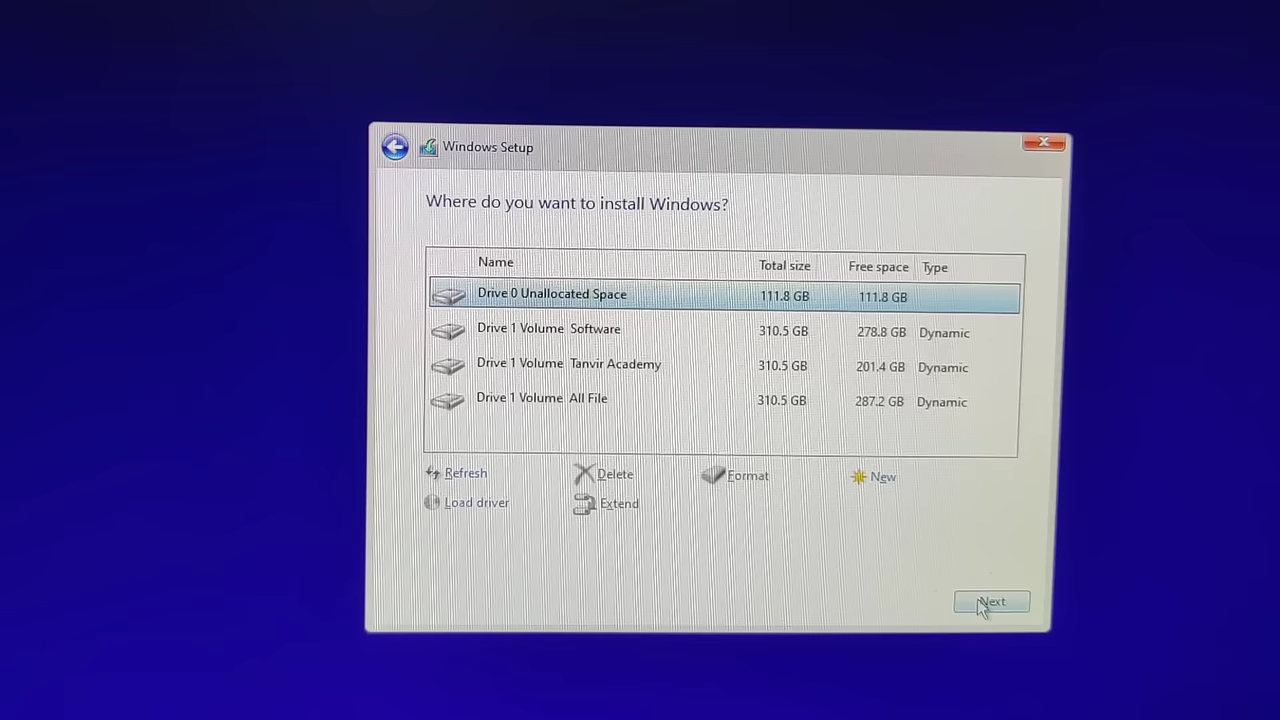 Windows Setup
Where do you want to install Windows?
Name Total size Free space Type
Drive 0 Unallocated Space 111.8 GB 111.8 GB
Drive 1 Volume Software 310.5 GB 278.8 GB Dynamic
Drive 1 Volume Tanvir Academy 310.5 GB 201.4 GB Dynamic
Drive 1 Volume All File 310.5 GB 287.2 GB Dynamic
Refresh Delete Format New
Load driver Extend
Next